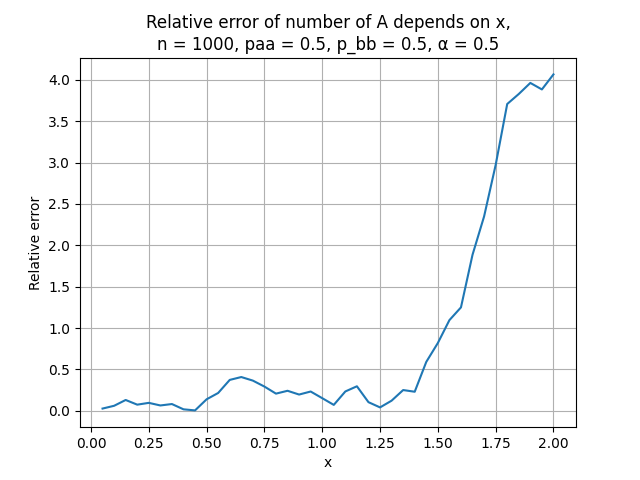 Relative error of number of A depends on x,
n = 1000, paa = 0.5, p_bb = 0.5, α = 0.5
4.0
3.5
3.0
2.5
2.0
1.5
1.0
0.5
0.0
Relative error
0.00 0.25 0.50 0.75 1.00 1.25 1.50 1.75 2.00
x